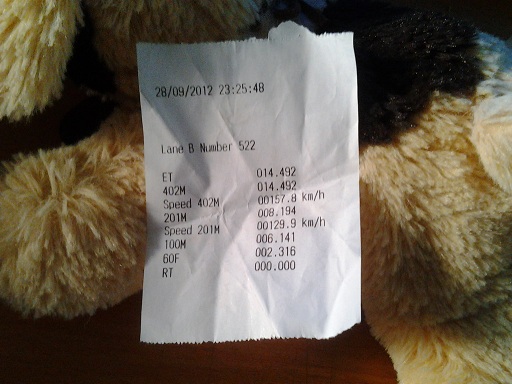 28/09/2012 23:25:48
Lane B Number 522
ET 014.492
402M 014.492
Speed 402M 00157.8 km/h
201M 008.194
Speed 201M 00129.9 km/h
100M 006.141
60F 002.316
RT 000.000